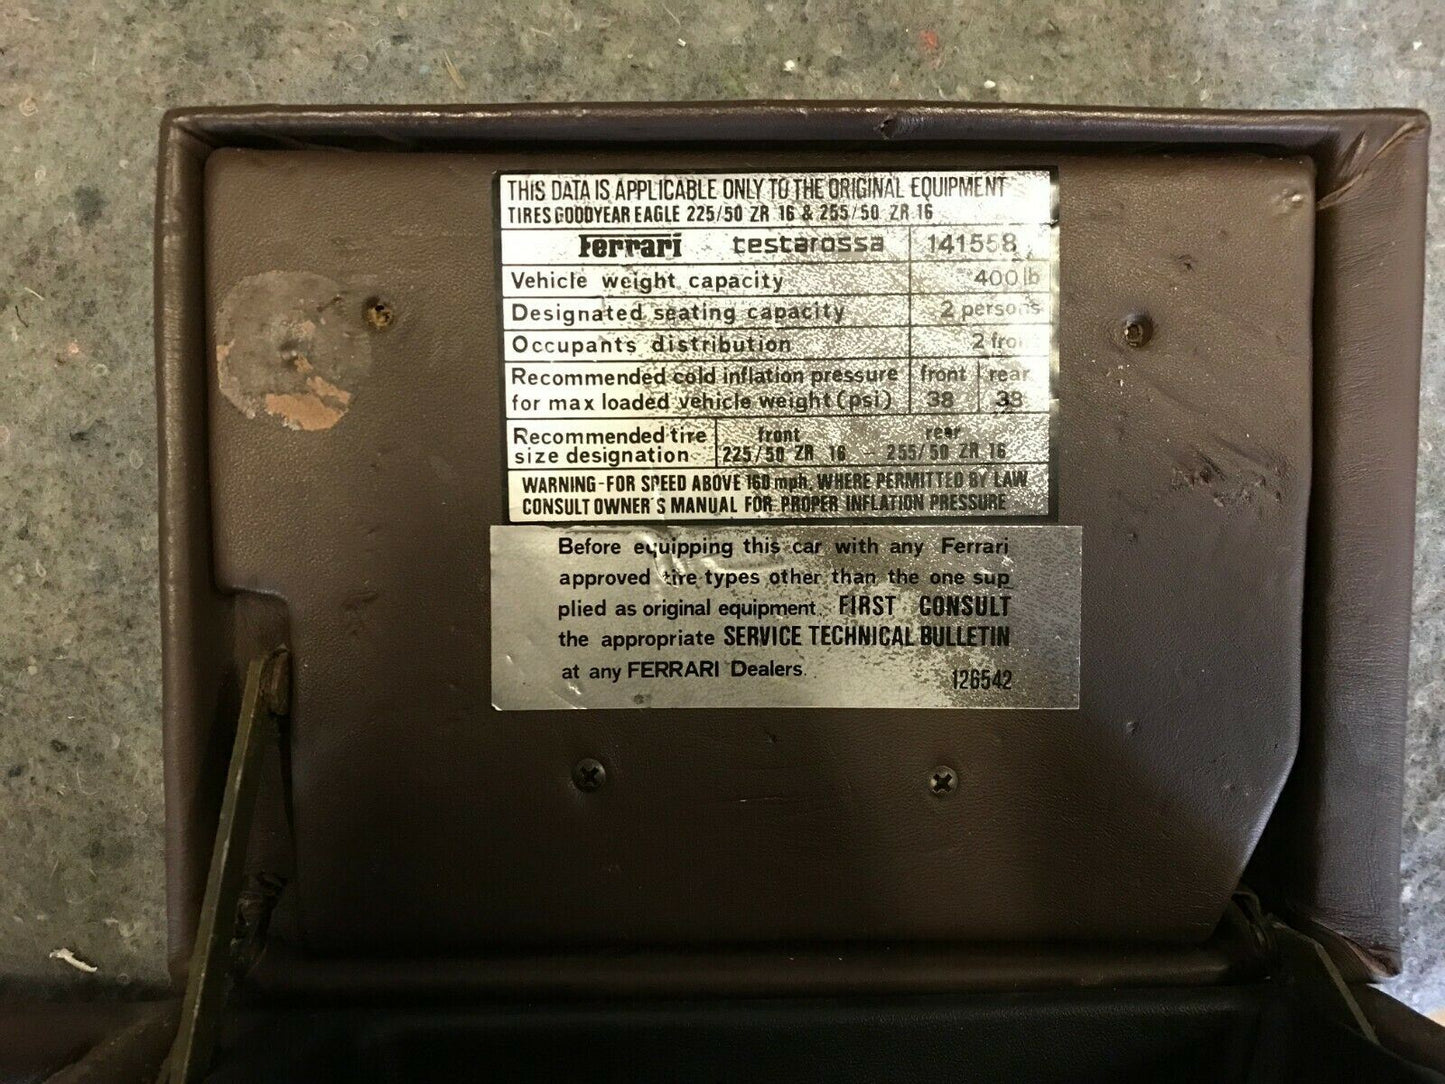 THIS DATA IS APPLICABLE ONLY TO THE ORIGINAL EQUIPMENT
TIRES GOODYEAR EAGLE 225/50 ZR 16 & 255/50 ZR 16
Ferrari testarossa 141558
Vehicle weight capacity 400 lb
Designated seating capacity 2 persons
Occupants distribution 2 front
Recommended cold inflation pressure front rear
for max loaded vehicle weight (psi) 38 38
Recommended tire front rear
size designation 225/50 ZR 16 - 255/50 ZR 16
WARNING-FOR SPEED ABOVE 160 mph, WHERE PERMITTED BY LAW
CONSULT OWNER'S MANUAL FOR PROPER INFLATION PRESSURE
Before equipping this car with any Ferrari
approved tire types other than the one sup
plied as original equipment, FIRST CONSULT
the appropriate SERVICE TECHNICAL BULLETIN
at any FERRARI Dealers.
126542